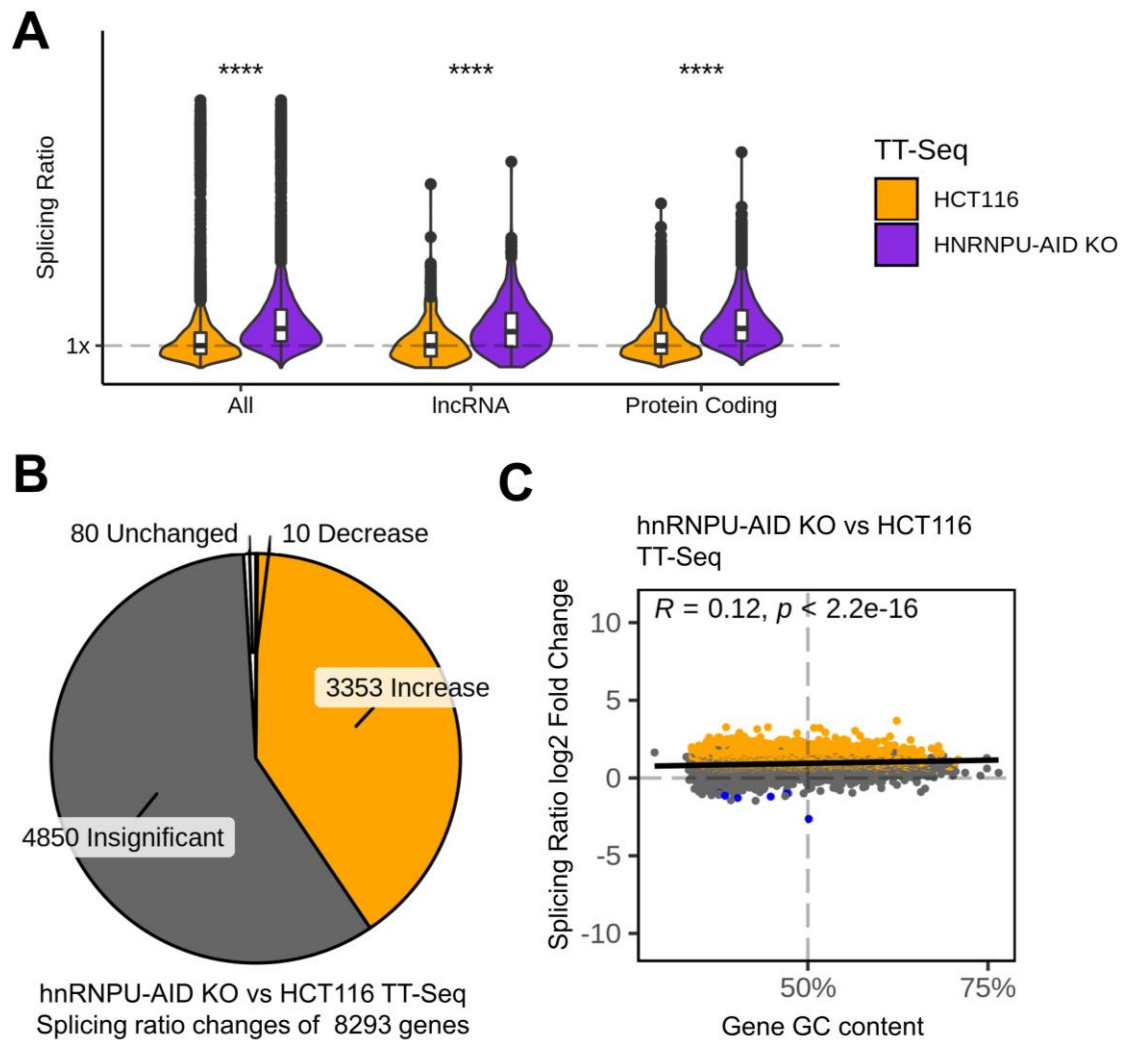 A
Splicing Ratio
1x
****
****
****
All
lncRNA
Protein Coding
TT-Seq
HCT116
HNRNPU-AID KO
B
80 Unchanged
10 Decrease
3353 Increase
4850 Insignificant
hnRNPU-AID KO vs HCT116 TT-Seq
Splicing ratio changes of 8293 genes
C
hnRNPU-AID KO vs HCT116
TT-Seq
Splicing Ratio log2 Fold Change
R = 0.12, p < 2.2e-16
10
5
0
-5
-10
50%
75%
Gene GC content